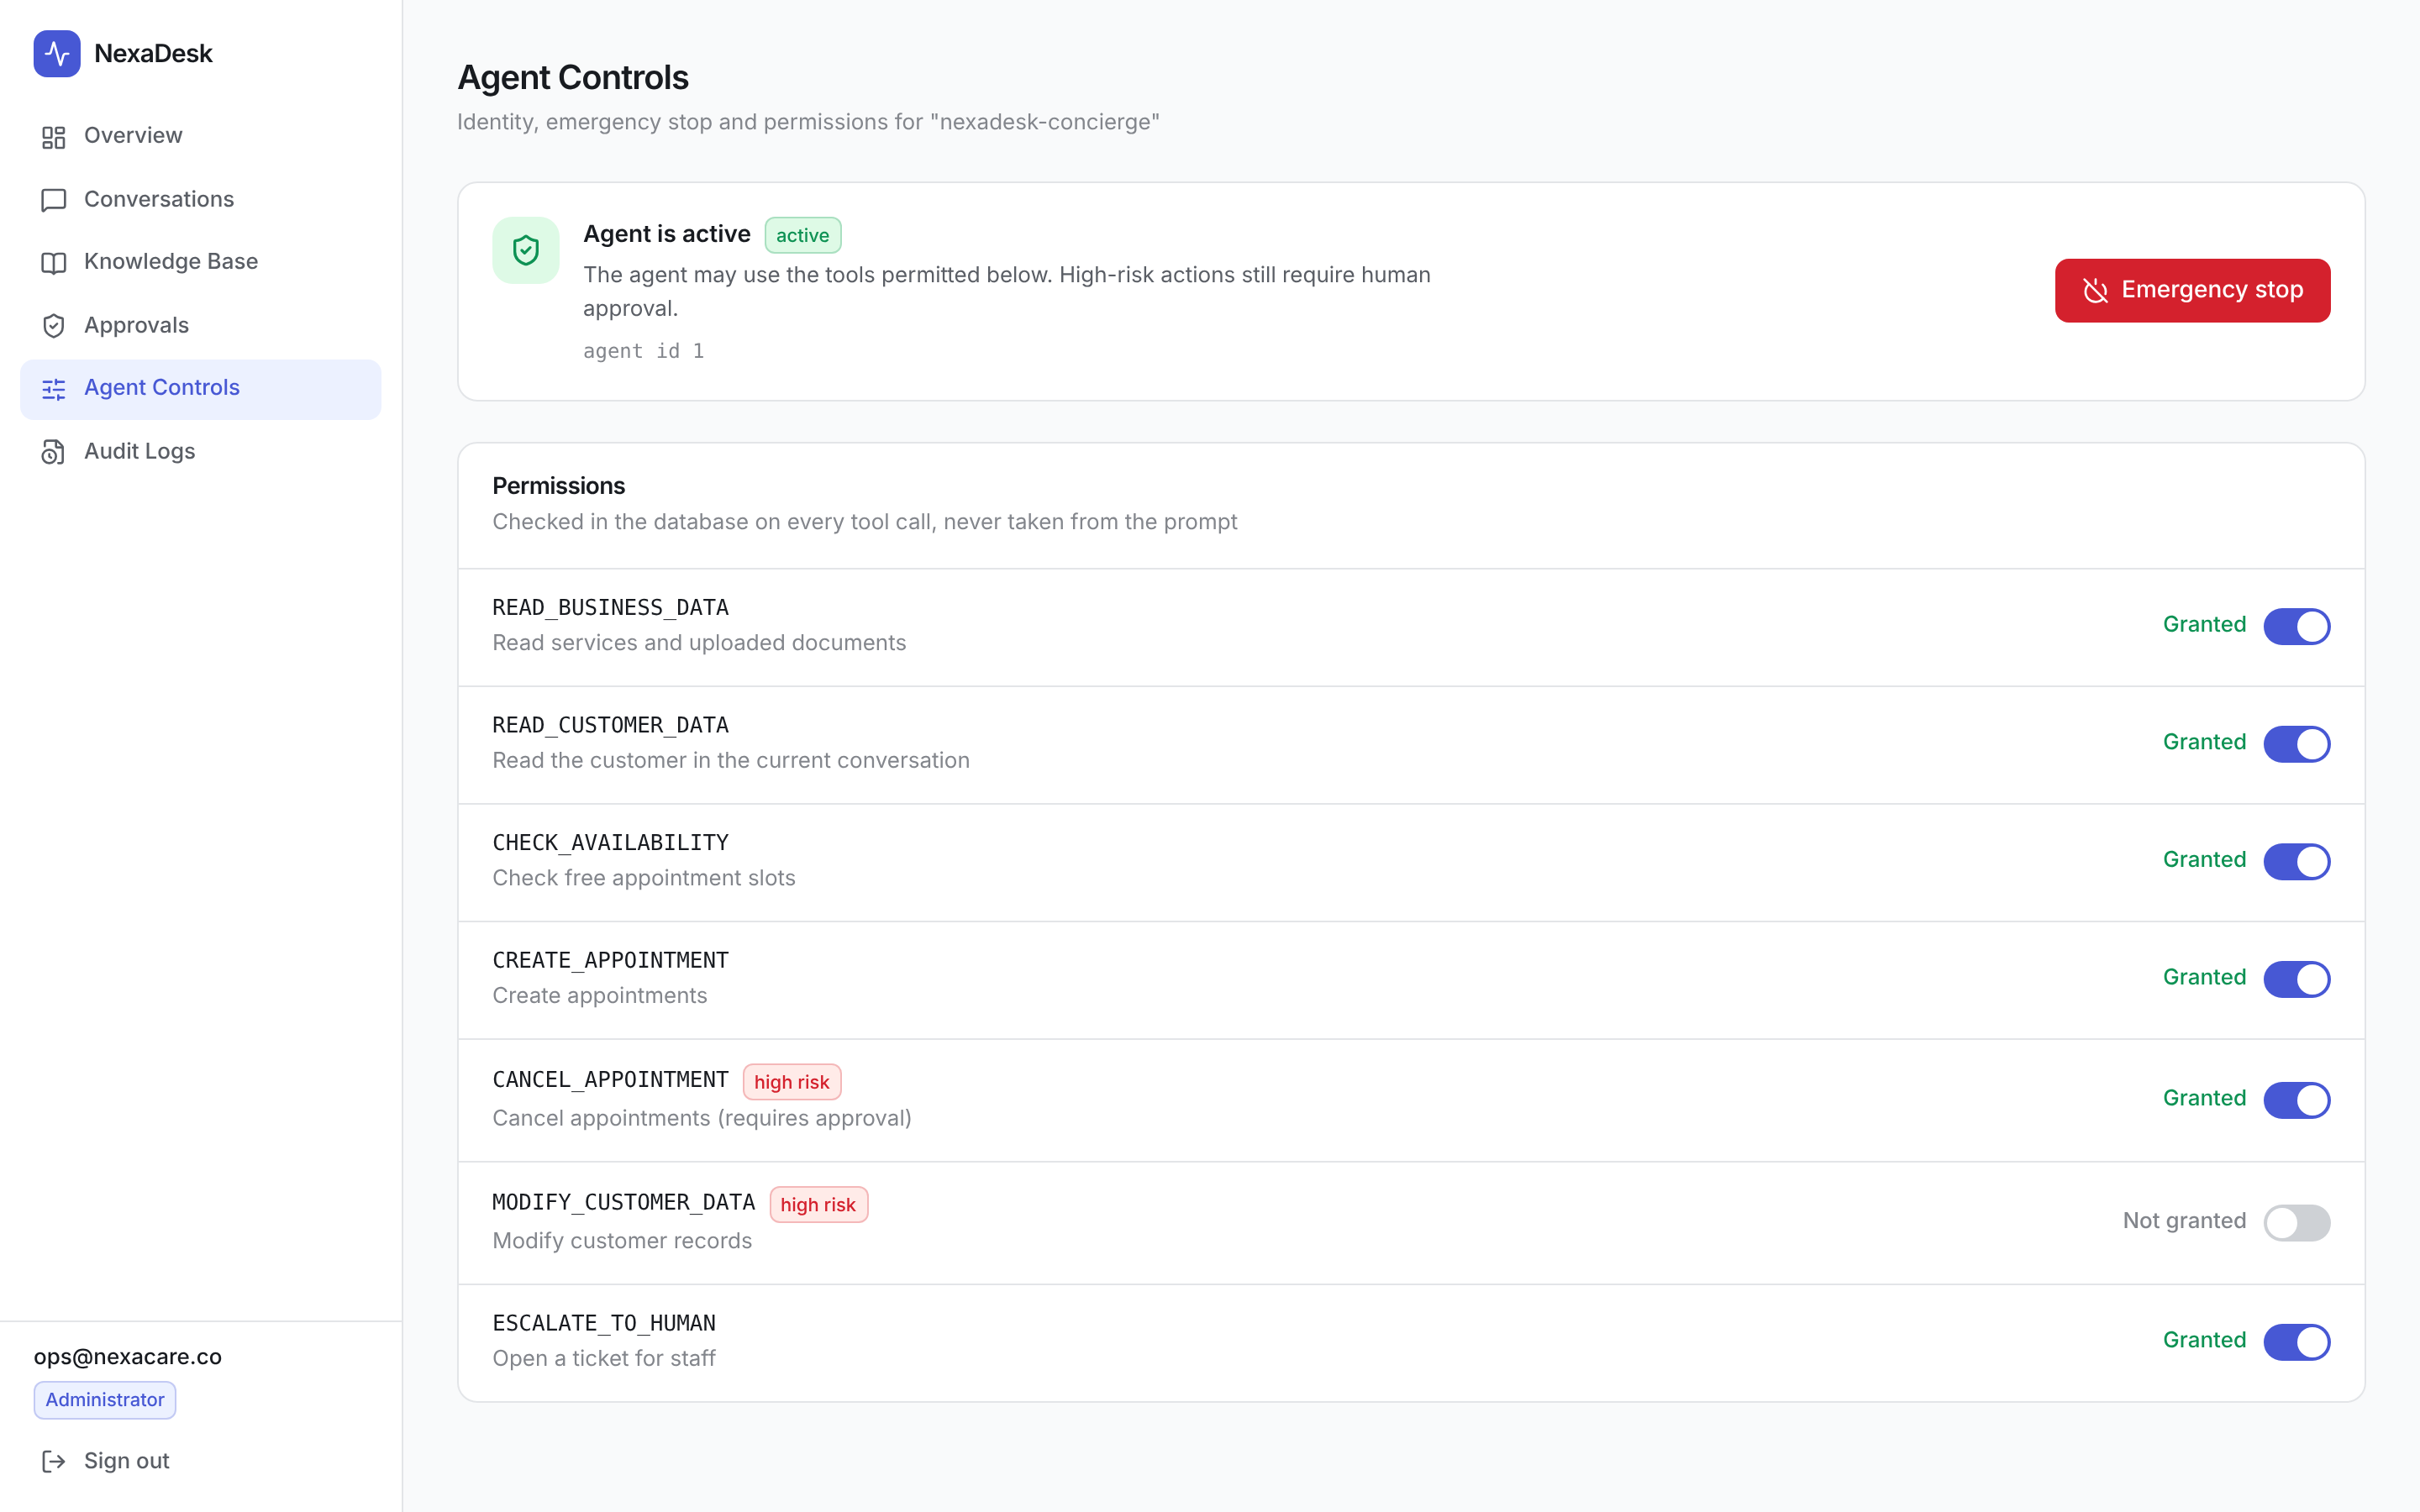 NexaDesk
Overview
Conversations
Knowledge Base
Approvals
Agent Controls
Audit Logs
ops@nexacare.co
Administrator
Sign out
Agent Controls
Identity, emergency stop and permissions for "nexadesk-concierge"
Agent is active active
The agent may use the tools permitted below. High-risk actions still require human
approval.
agent id 1
Emergency stop
Permissions
Checked in the database on every tool call, never taken from the prompt
READ_BUSINESS_DATA
Read services and uploaded documents
Granted
READ_CUSTOMER_DATA
Read the customer in the current conversation
Granted
CHECK_AVAILABILITY
Check free appointment slots
Granted
CREATE_APPOINTMENT
Create appointments
Granted
CANCEL_APPOINTMENT high risk
Cancel appointments (requires approval)
Granted
MODIFY_CUSTOMER_DATA high risk
Modify customer records
Not granted
ESCALATE_TO_HUMAN
Open a ticket for staff
Granted